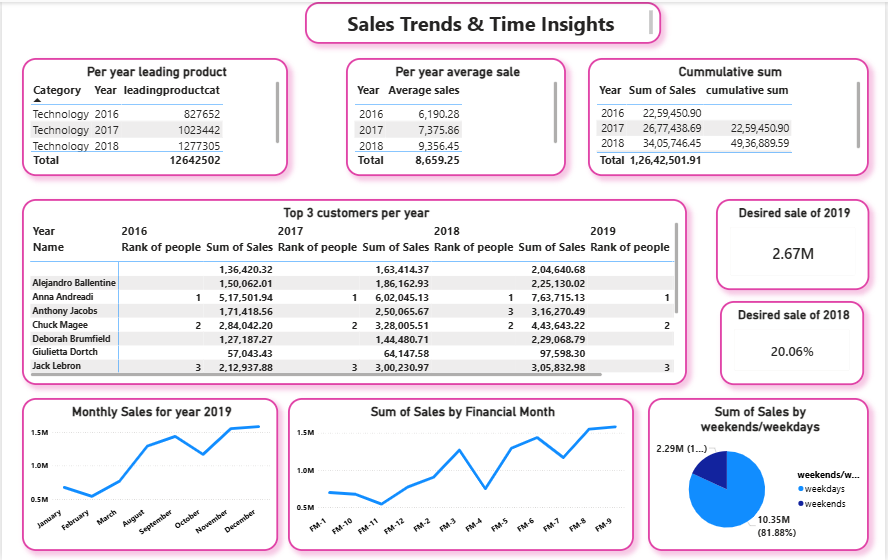 Sales Trends & Time Insights
Per year leading product
Category Year leadingproductcat
Technology 2016 827652
Technology 2017 1023442
Technology 2018 1277305
Total 12642502
Per year average sale
Year Average sales
2016 6,190.28
2017 7,375.86
2018 9,356.45
Total 8,659.25
Cummulative sum
Year Sum of Sales cumulative sum
2016 22,59,450.90
2017 26,77,438.69 22,59,450.90
2018 34,05,746.45 49,36,889.59
Total 1,26,42,501.91
Top 3 customers per year
Year 2016 2017 2018 2019
Name Rank of people Sum of Sales Rank of people Sum of Sales Rank of people Sum of Sales Rank of people
1,36,420.32 1,63,414.37 2,04,640.68
Alejandro Ballentine 1,50,062.01 1,86,162.93 2,25,130.02
Anna Andreadi 1 5,17,501.94 1 6,02,045.13 1 7,63,715.13 1
Anthony Jacobs 1,71,418.56 2,50,065.67 3 3,16,270.49
Chuck Magee 2 2,84,042.20 2 3,28,005.51 2 4,43,643.22 2
Deborah Brumfield 1,27,187.27 1,44,480.71 2,29,068.79
Giulietta Dortch 57,043.43 64,147.58 97,598.30
Jack Lebron 3 2,12,937.88 3 3,00,230.97 3,05,832.98 3
Desired sale of 2019
2.67M
Desired sale of 2018
20.06%
Monthly Sales for year 2019
1.5M
1.0M
0.5M
January February March August September October November December
Sum of Sales by Financial Month
1.5M
1.0M
0.5M
FM-1 FM-10 FM-11 FM-12 FM-2 FM-3 FM-4 FM-5 FM-6 FM-7 FM-8 FM-9
Sum of Sales by
weekends/weekdays
2.29M (1...)
weekends/w...
weekdays
weekends
10.35M
(81.88%)